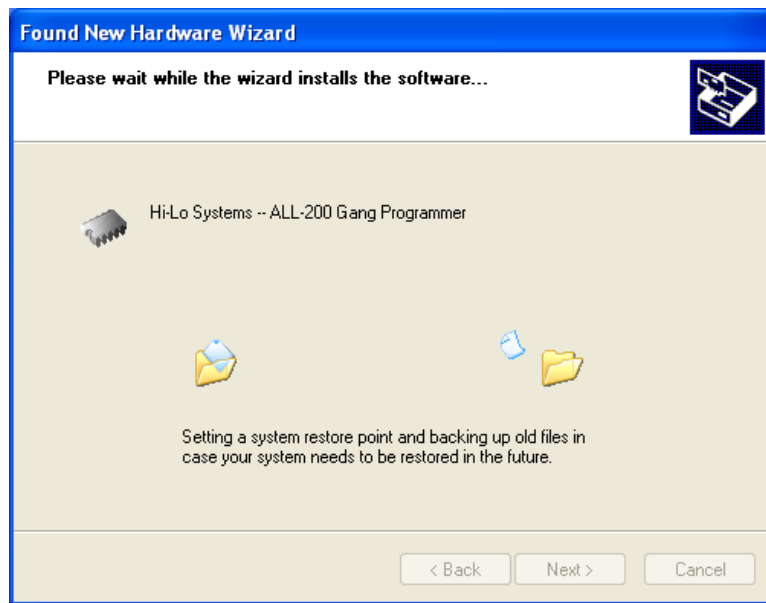 Found New Hardware Wizard
Please wait while the wizard installs the software...
Hi-Lo Systems -- ALL-200 Gang Programmer
Setting a system restore point and backing up old files in
case your system needs to be restored in the future.
< Back Next > Cancel